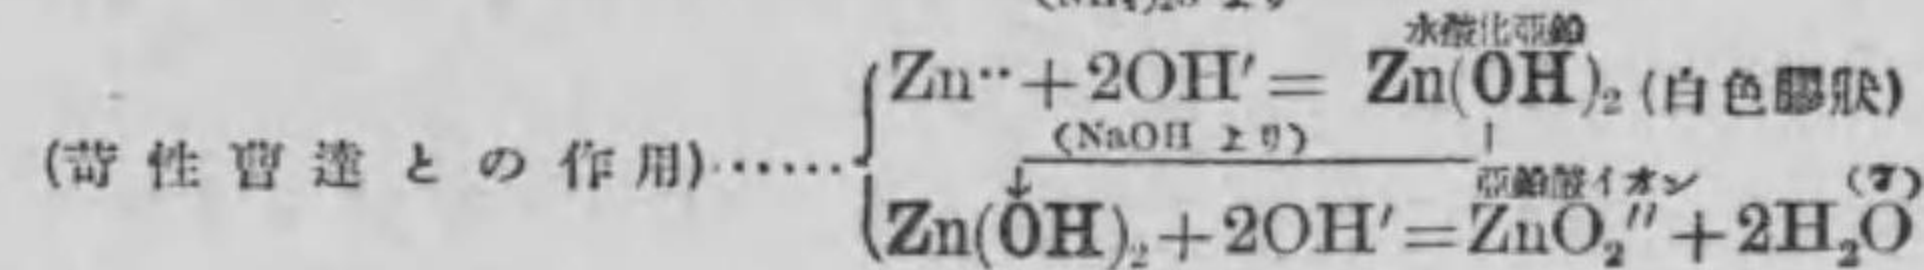 水酸化亞鉛
Zn··+2OH′= Zn(OH)₂(白色膠狀)
(NaOH より)
(苛性曹達との作用)······
亞鉛酸イオン (ア)
Zn(OH)₂+2OH′=ZnO₂″+2H₂O